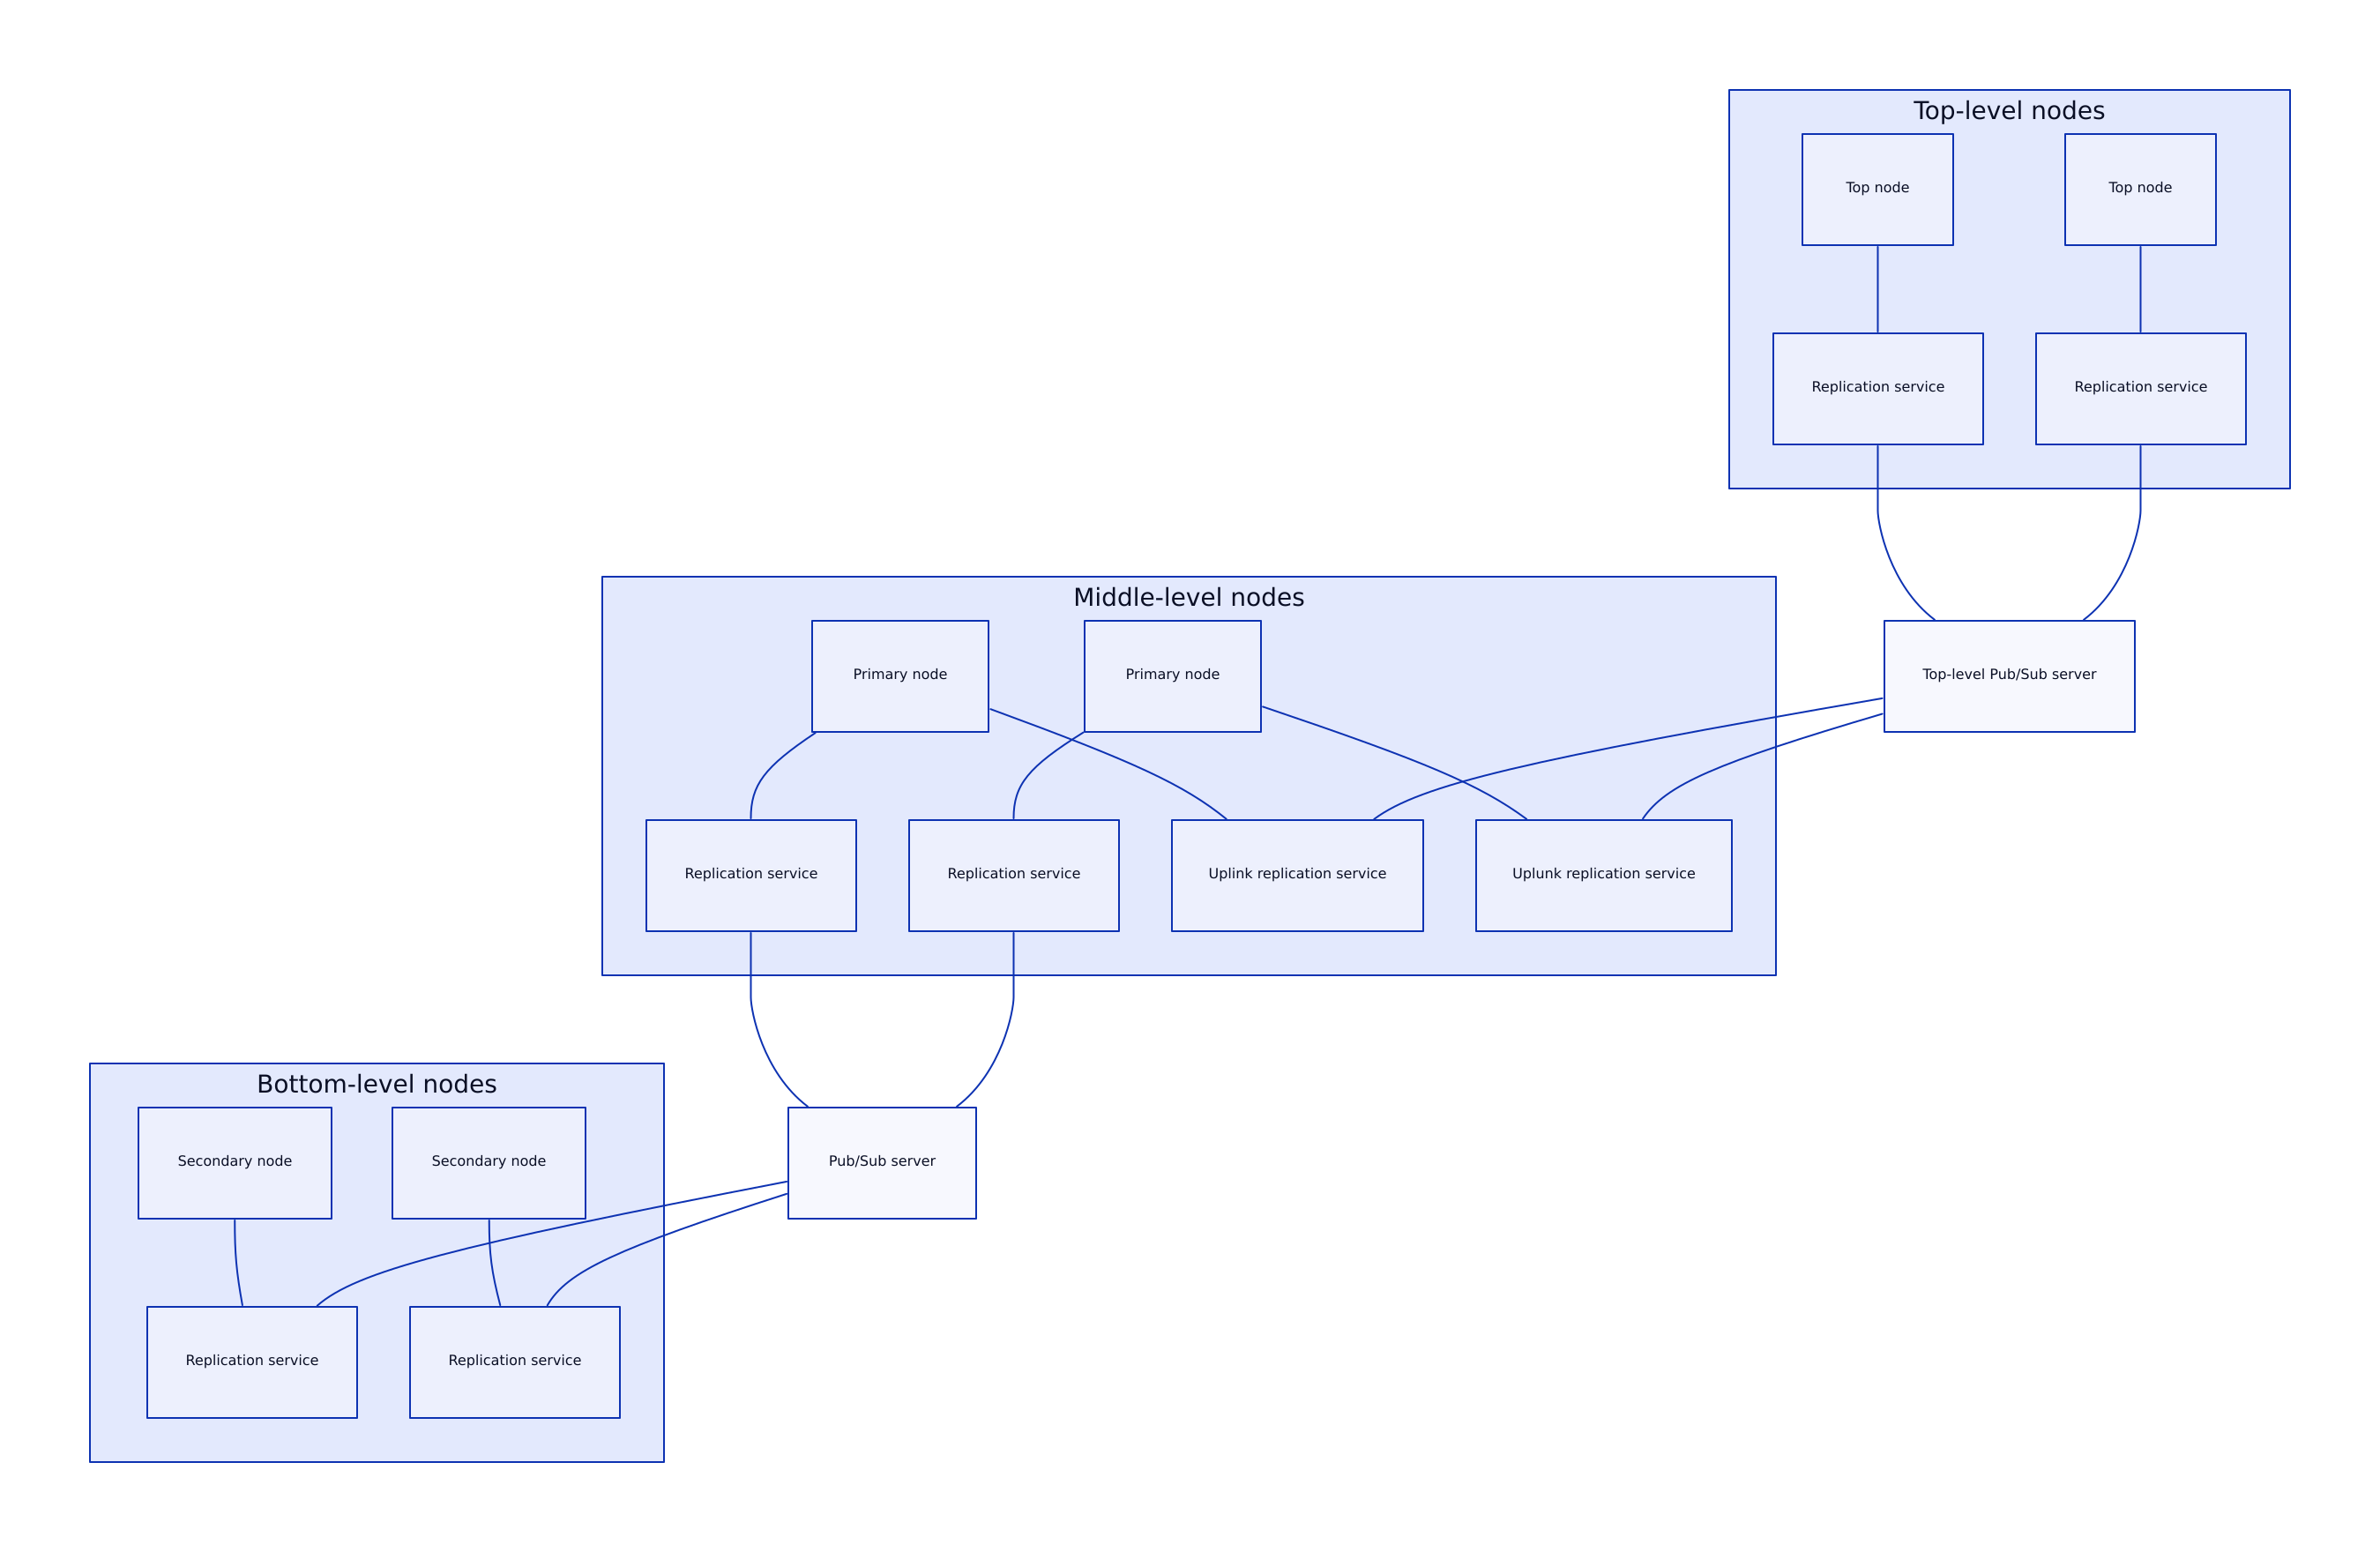 Top-level nodes
Top node
Top node
Replication service
Replication service
Middle-level nodes
Primary node
Primary node
Top-level Pub/Sub server
Replication service
Replication service
Uplink replication service
Uplunk replication service
Bottom-level nodes
Secondary node
Secondary node
Pub/Sub server
Replication service
Replication service